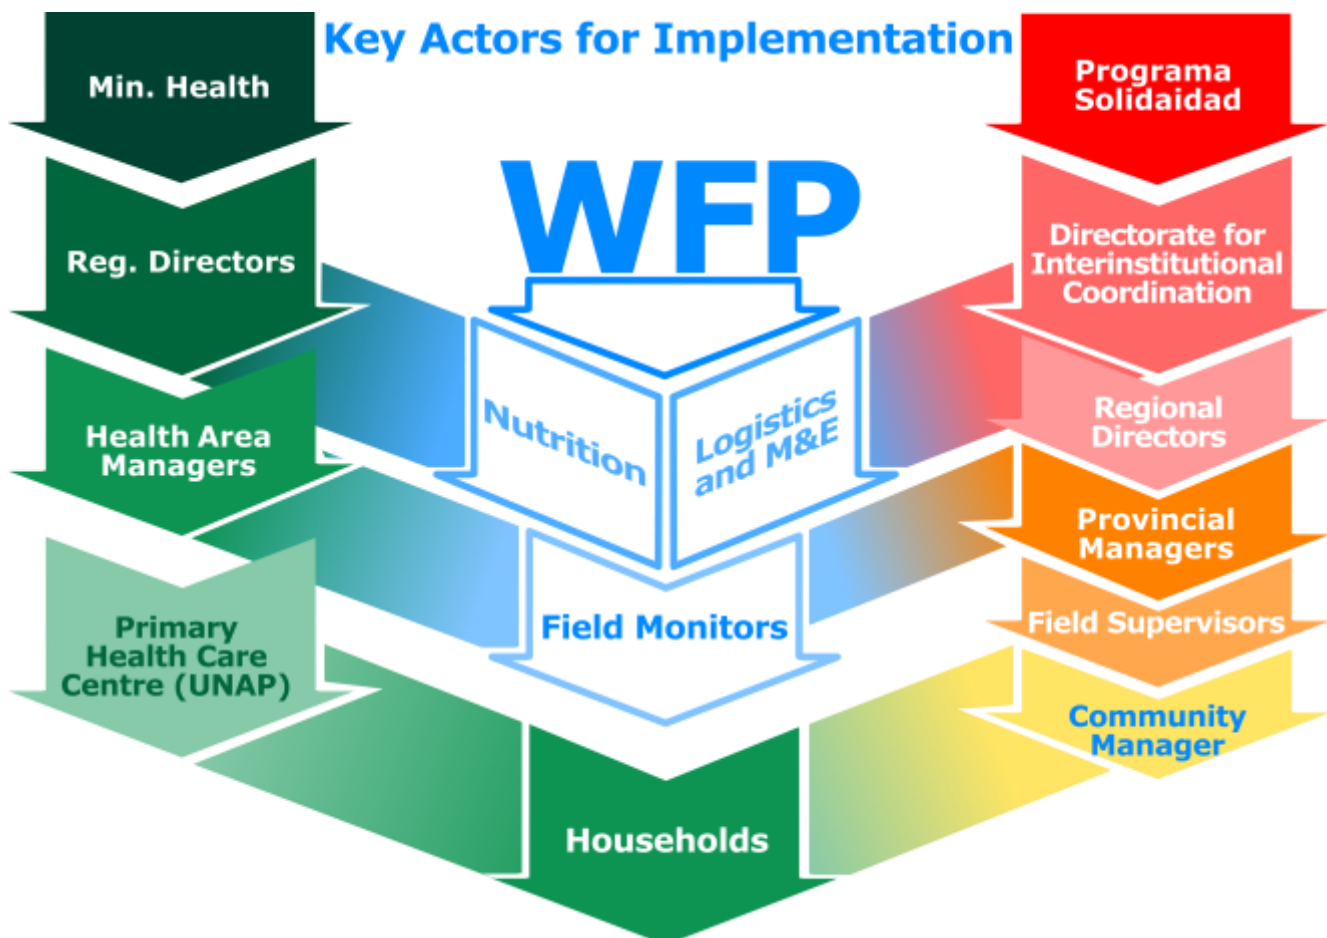 Key Actors for Implementation
Min. Health
Reg. Directors
Health Area
Managers
Primary
Health Care
Centre (UNAP)
WFP
Nutrition
Logistics
and M&E
Field Monitors
Households
Programa
Solidaidad
Directorate for
Interinstitutional
Coordination
Regional
Directors
Provincial
Managers
Field Supervisors
Community
Manager